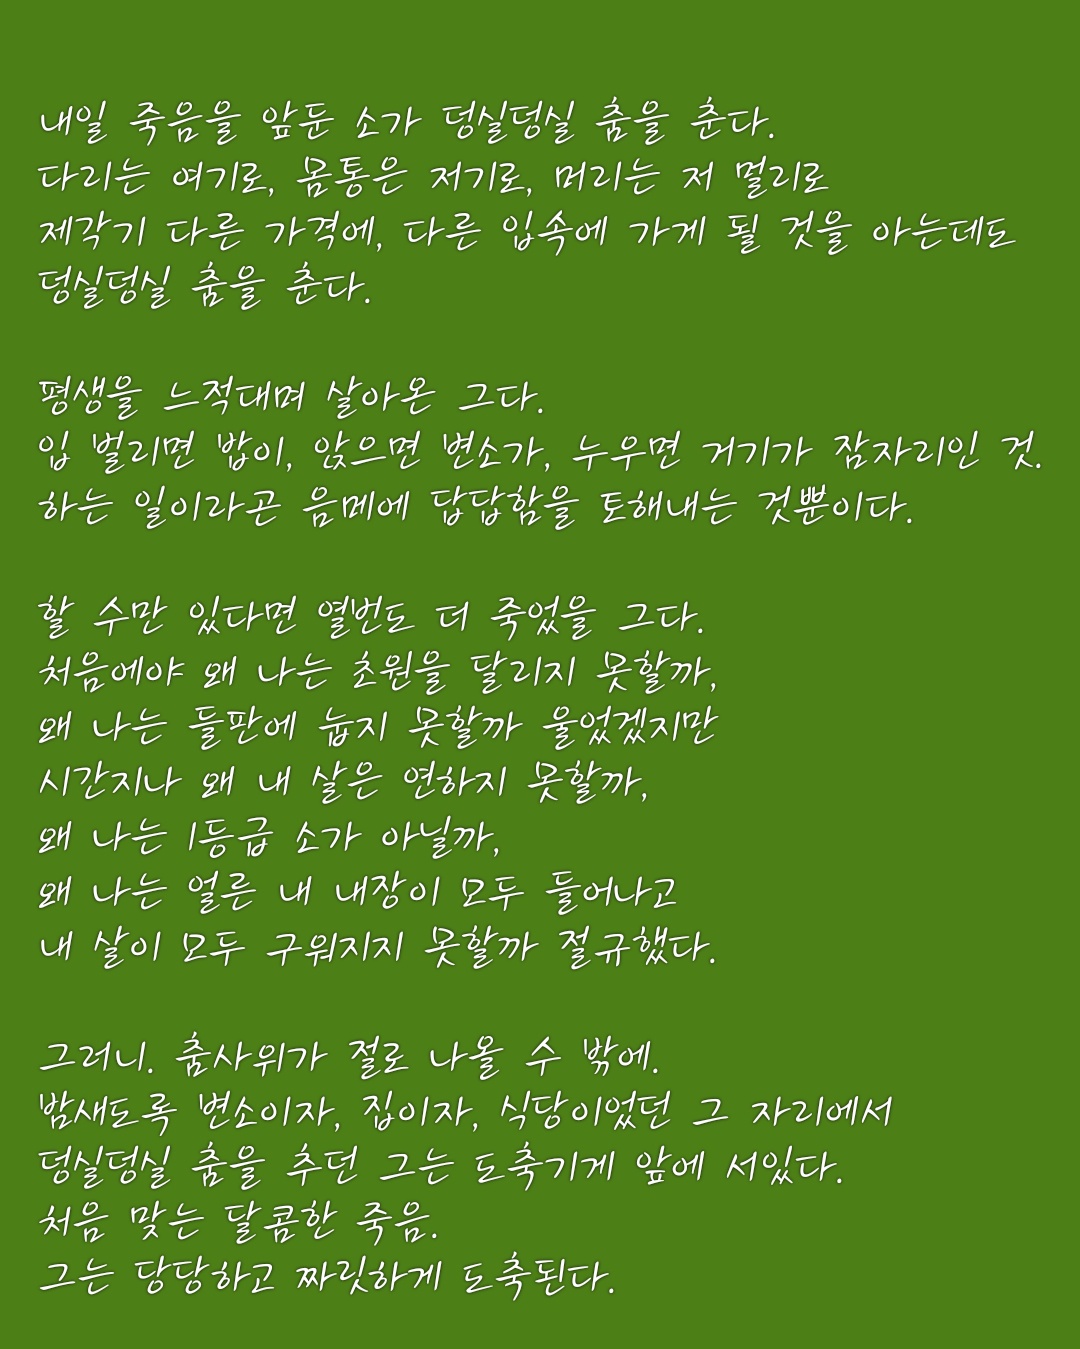 내일 죽음을 앞둔 소가 덩실덩실 춤을 춘다.
다리는 여기로, 몸통은 저기로, 머리는 저 멀리로
제각기 다른 가격에, 다른 입속에 가게 될 것을 아는데도
덩실덩실 춤을 춘다.
평생을 느적대며 살아온 그다.
입 벌리면 밥이, 앉으면 변소가, 누우면 거기가 잠자리인 것.
하는 일이라곤 음메에 답답함을 토해내는 것뿐이다.
할 수만 있다면 열번도 더 죽었을 그다.
처음에야 왜 나는 초원을 달리지 못할까,
왜 나는 들판에 눕지 못할까 울었겠지만
시간지나 왜 내 살은 연하지 못할까,
왜 나는 1등급 소가 아닐까,
왜 나는 얼른 내 내장이 모두 들어나고
내 살이 모두 구워지지 못할까 절규했다.
그러니. 춤사위가 절로 나올 수 밖에.
밤새도록 변소이자, 집이자, 식당이었던 그 자리에서
덩실덩실 춤을 추던 그는 도축기계 앞에 서있다.
처음 맞는 달콤한 죽음.
그는 당당하고 짜릿하게 도축된다.